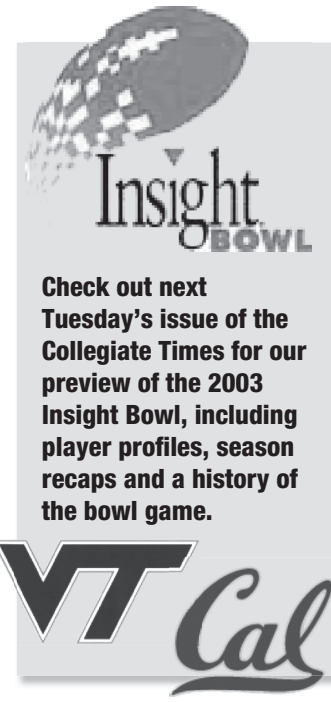 Insight
BOWL
Check out next
Tuesday's issue of the
Collegiate Times for our
preview of the 2003
Insight Bowl, including
player profiles, season
recaps and a history of
the bowl game.
VT
Cal